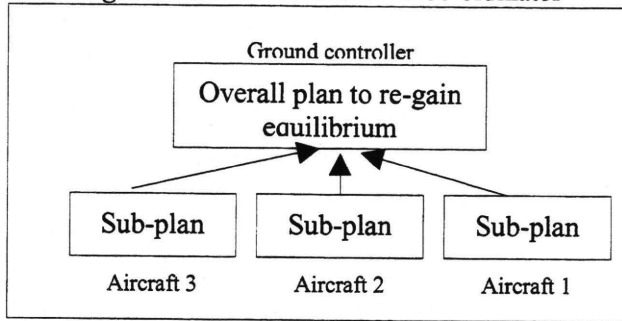 Ground controller
Overall plan to re-gain
equilibrium
Sub-plan Sub-plan Sub-plan
Aircraft 3 Aircraft 2 Aircraft 1